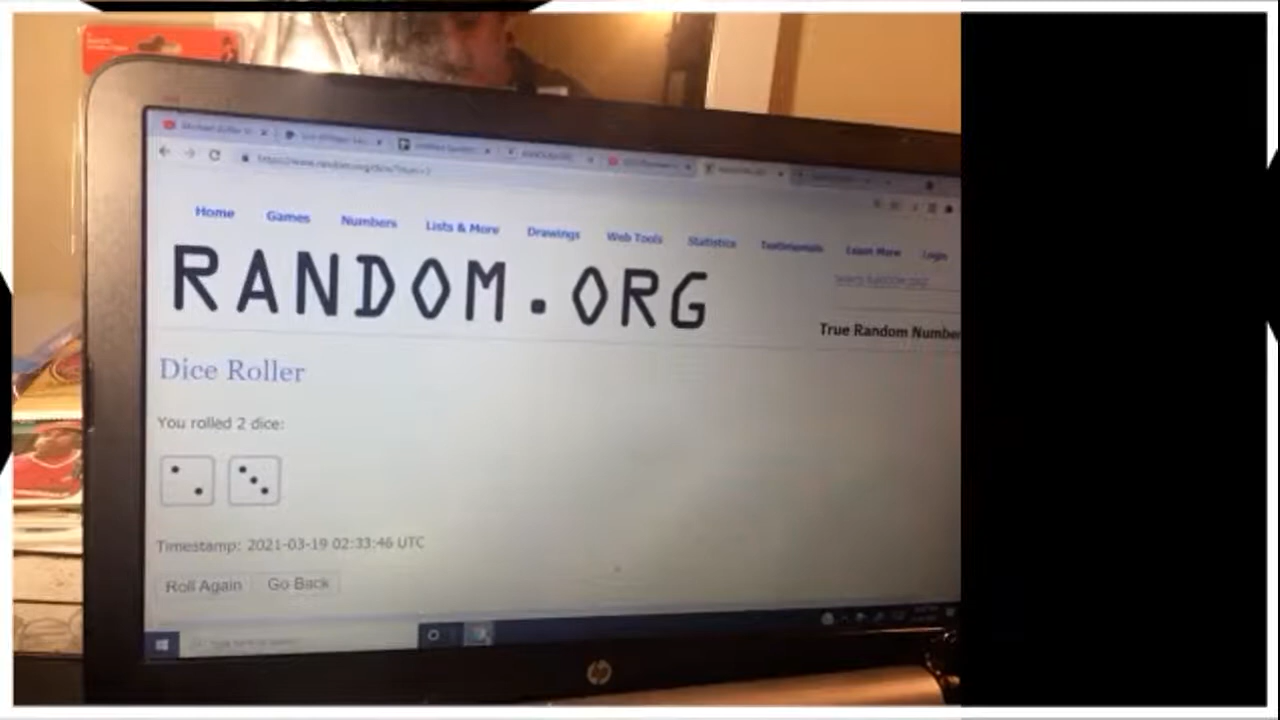 Home Games Numbers Lists & More Drawings Web Tools Statistics Testimonials Learn More Login
RANDOM.ORG
True Random Number
Dice Roller
You rolled 2 dice:
Timestamp: 2021-03-19 02:33:46 UTC
Roll Again Go Back
hp